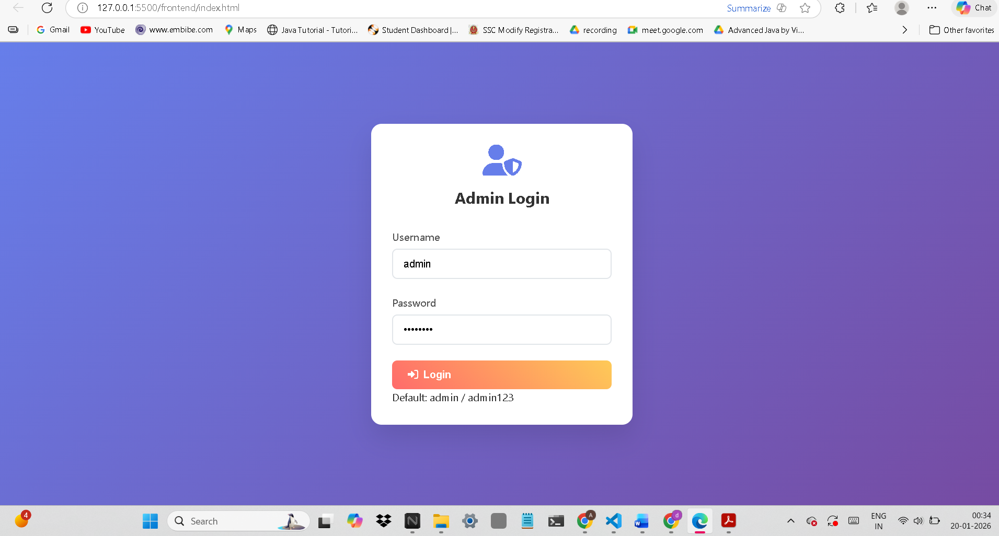 127.0.0.1:5500/frontend/index.html Summarize Chat
Gmail YouTube www.embibe.com Maps Java Tutorial - Tutori... Student Dashboard |... SSC Modify Registra... recording meet.google.com Advanced Java by Vi... Other favorites
Admin Login
Username
admin
Password
Login
Default: admin / admin123
4
Search
A
d
ENG
IN
00:34
20-01-2026